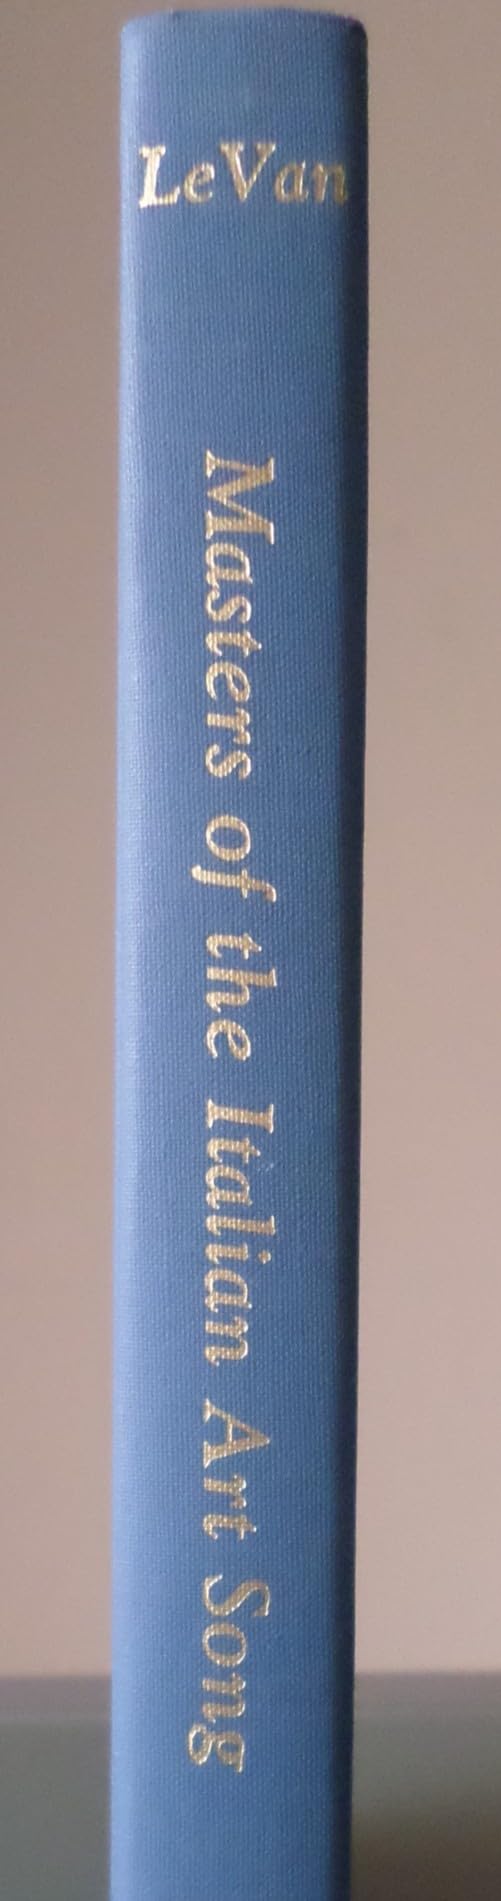 LeVan
Masters of the Italian Art Song